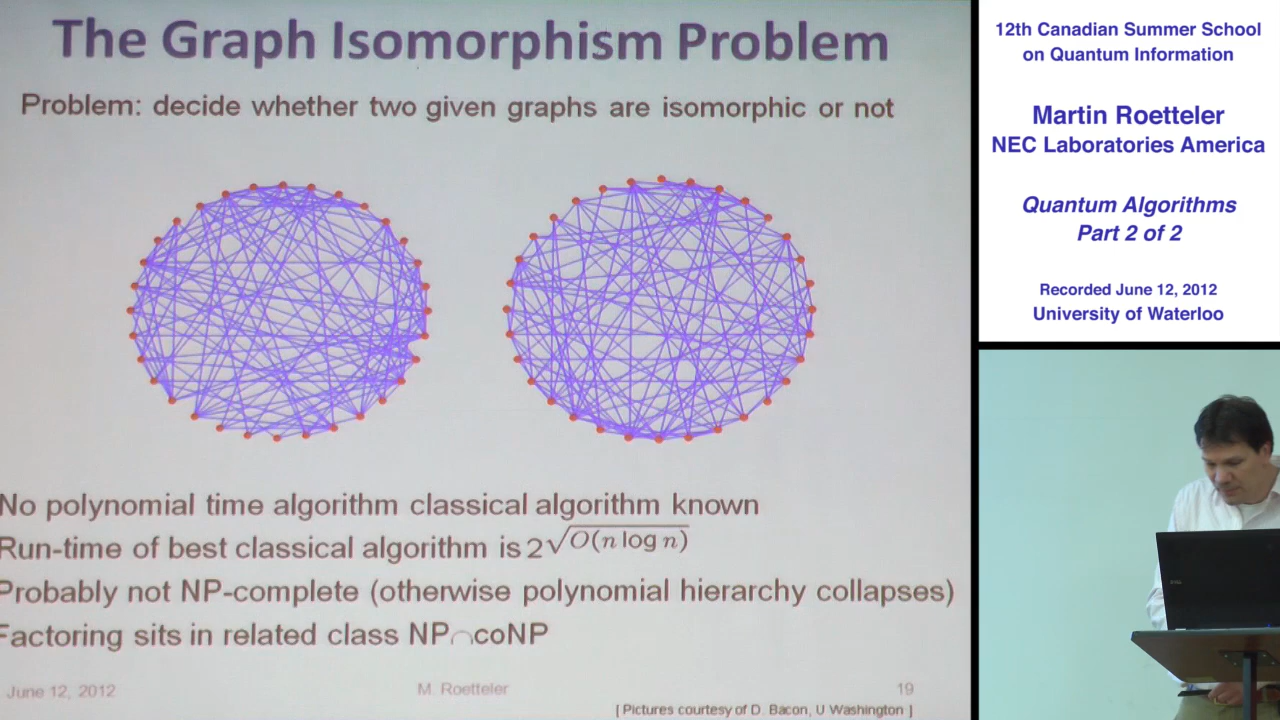 The Graph Isomorphism Problem
Problem: decide whether two given graphs are isomorphic or not
No polynomial time algorithm classical algorithm known
Run-time of best classical algorithm is 2^√O(n log n)
Probably not NP-complete (otherwise polynomial hierarchy collapses)
Factoring sits in related class NP∩coNP
June 12, 2012
M. Roetteler
19
[ Pictures courtesy of D. Bacon, U Washington ]
12th Canadian Summer School
on Quantum Information
Martin Roetteler
NEC Laboratories America
Quantum Algorithms
Part 2 of 2
Recorded June 12, 2012
University of Waterloo